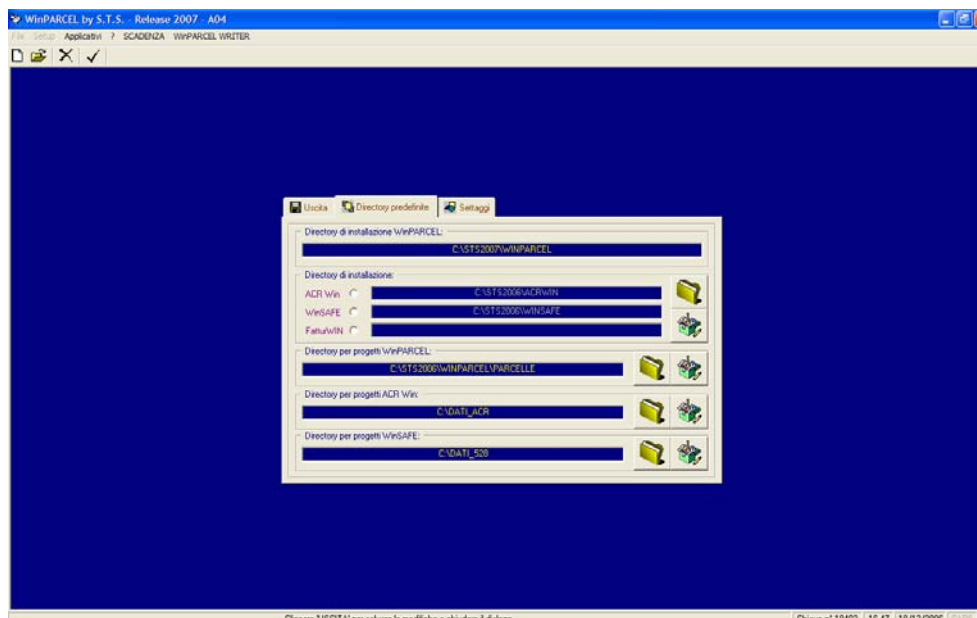 WinPARCEL by S.T.S. - Release 2007 - A04
File Setup Applicativi ? SCADENZA WinPARCEL WRITER
Uscita Directory predefinite Settaggi
Directory di installazione WinPARCEL:
C:\STS2007\WINPARCEL
Directory di installazione:
ACR Win C:\STS2006\ACRWIN
WinSAFE C:\STS2006\WINSAFE
FattuWIN
Directory per progetti WinPARCEL:
C:\STS2006\WINPARCEL\PARCELLE
Directory per progetti ACR Win:
C:\DATI_ACR
Directory per progetti WinSAFE:
C:\DATI_528